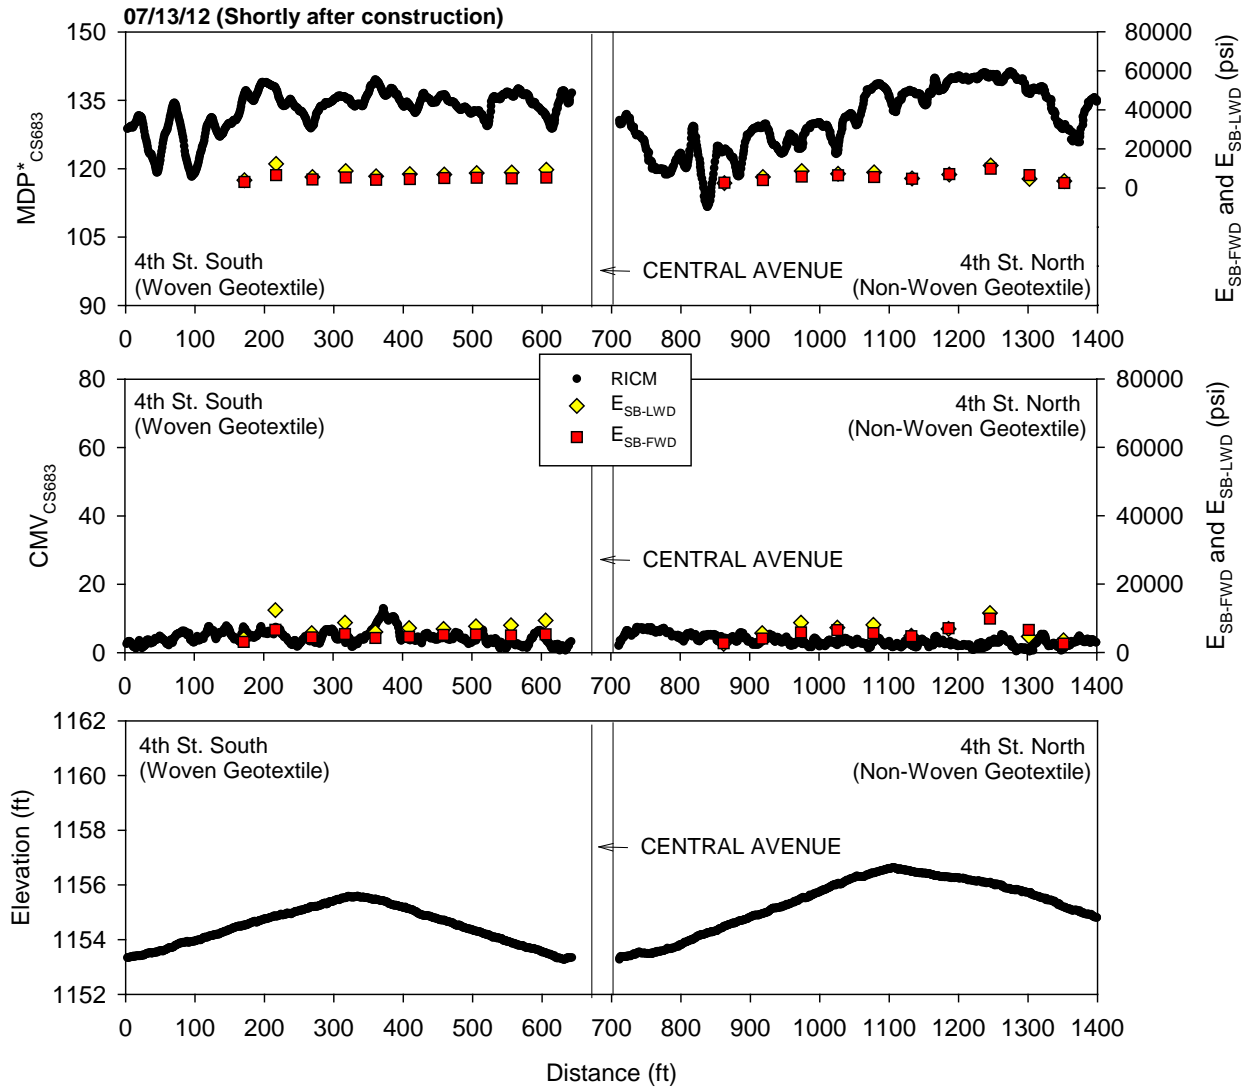 07/13/12 (Shortly after construction)
150
135
120
105
90
MDP*CS683
80000
60000
40000
20000
0
ESB-FWD and ESB-LWD (psi)
4th St. South
(Woven Geotextile)
CENTRAL AVENUE
4th St. North
(Non-Woven Geotextile)
0 100 200 300 400 500 600 700 800 900 1000 1100 1200 1300 1400
80
60
40
20
0
CMVCS683
80000
60000
40000
20000
0
ESB-FWD and ESB-LWD (psi)
4th St. South
(Woven Geotextile)
RICM
ESB-LWD
ESB-FWD
4th St. North
(Non-Woven Geotextile)
CENTRAL AVENUE
0 100 200 300 400 500 600 700 800 900 1000 1100 1200 1300 1400
1162
1160
1158
1156
1154
1152
Elevation (ft)
4th St. South
(Woven Geotextile)
4th St. North
(Non-Woven Geotextile)
CENTRAL AVENUE
0 100 200 300 400 500 600 700 800 900 1000 1100 1200 1300 1400
Distance (ft)